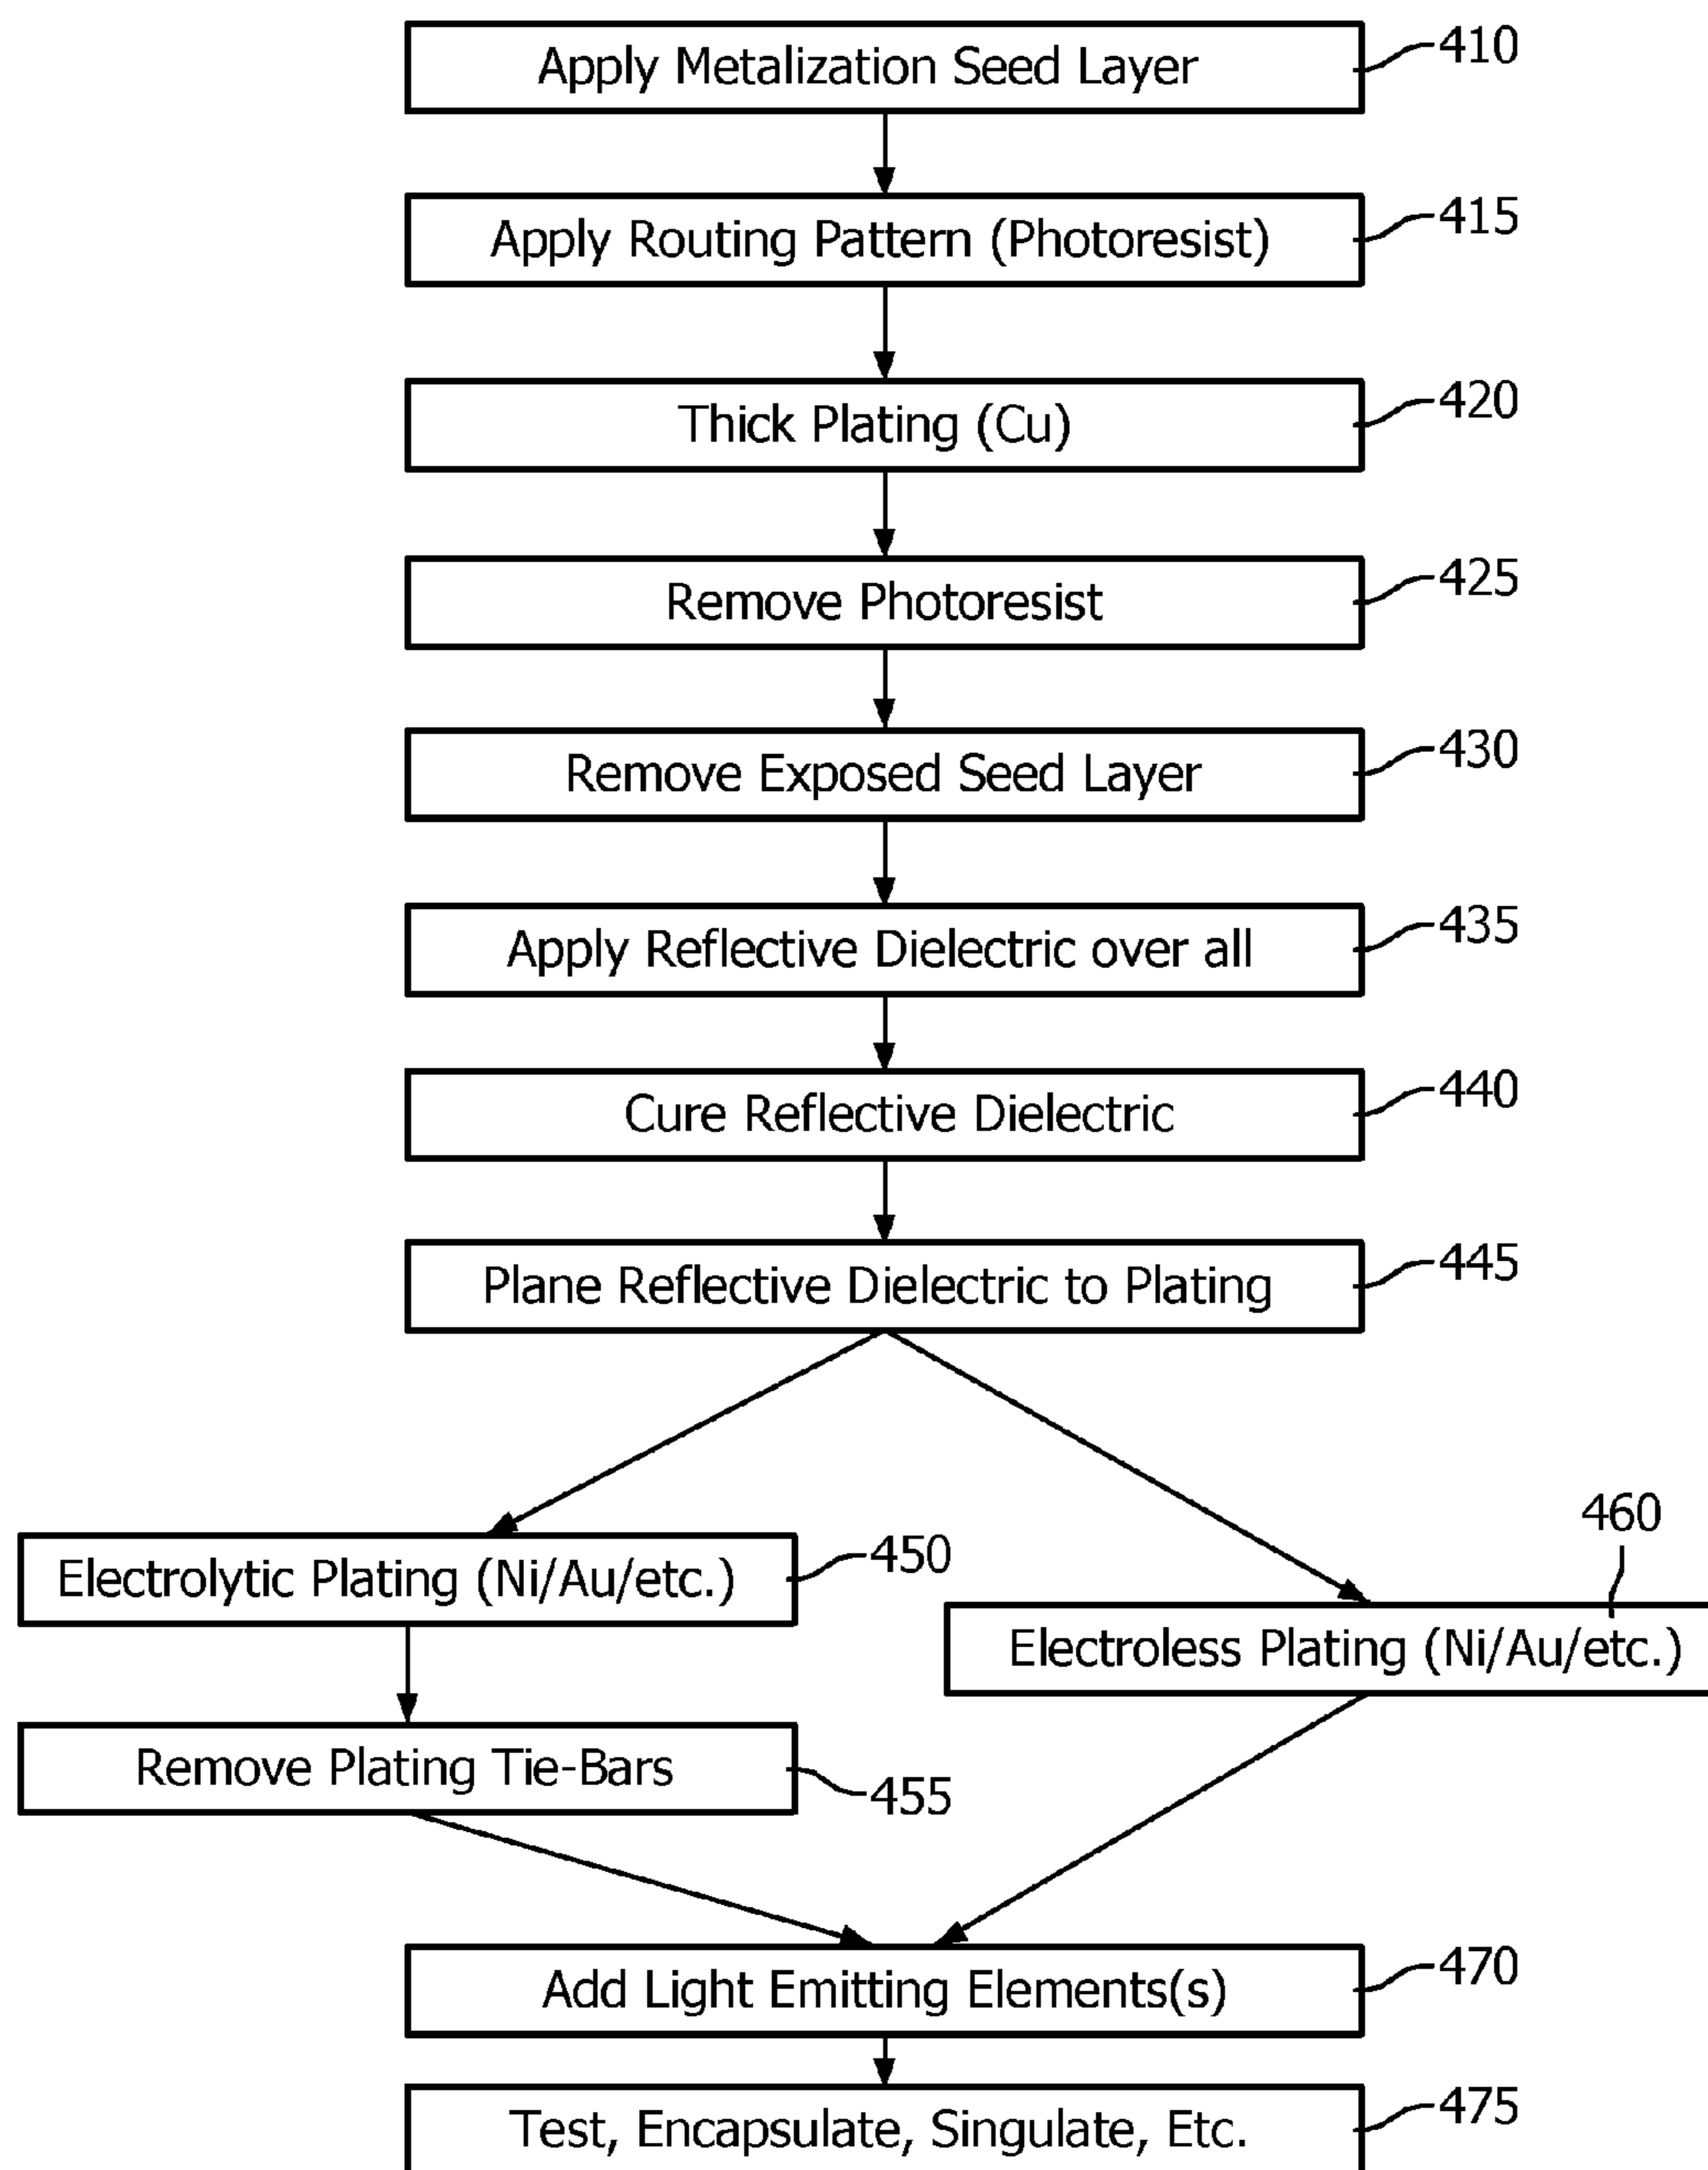 Apply Metalization Seed Layer
410
Apply Routing Pattern (Photoresist)
415
Thick Plating (Cu)
420
Remove Photoresist
425
Remove Exposed Seed Layer
430
Apply Reflective Dielectric over all
435
Cure Reflective Dielectric
440
Plane Reflective Dielectric to Plating
445
Electrolytic Plating (Ni/Au/etc.)
450
460
Electroless Plating (Ni/Au/etc.)
Remove Plating Tie-Bars
455
Add Light Emitting Elements(s)
470
Test, Encapsulate, Singulate, Etc.
475